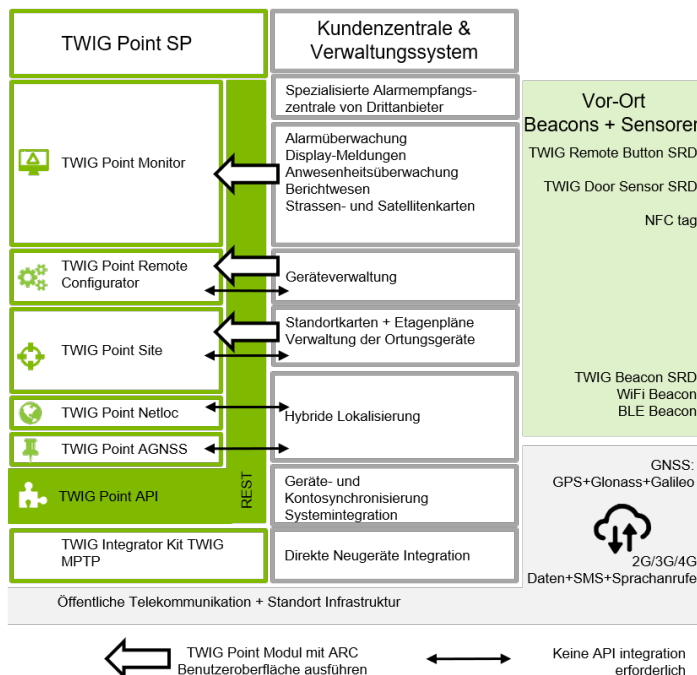 TWIG Point SP
Kundenzentrale &
Verwaltungssystem
Spezialisierte Alarmempfangs-
zentrale von Drittanbieter
TWIG Point Monitor
Alarmüberwachung
Display-Meldungen
Anwesenheitsüberwachung
Berichtwesen
Strassen- und Satellitenkarten
TWIG Point Remote
Configurator
Geräteverwaltung
TWIG Point Site
Standortkarten + Etagenpläne
Verwaltung der Ortungsgeräte
TWIG Point Netloc
Hybride Lokalisierung
TWIG Point AGNSS
TWIG Point API
REST
Geräte- und
Kontosynchronisierung
Systemintegration
TWIG Integrator Kit TWIG
MPTP
Direkte Neugeräte Integration
Vor-Ort
Beacons + Sensoren
TWIG Remote Button SRD
TWIG Door Sensor SRD
NFC tag
TWIG Beacon SRD
WiFi Beacon
BLE Beacon
GNSS:
GPS+Glonass+Galileo
2G/3G/4G
Daten+SMS+Sprachanrufe
Öffentliche Telekommunikation + Standort Infrastruktur
TWIG Point Modul mit ARC
Benutzeroberfläche ausführen
Keine API integration
erforderlich